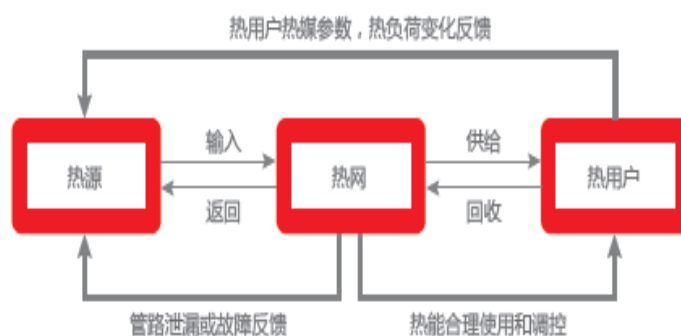 热用户热媒参数，热负荷变化反馈
输入
供给
热源
热网
热用户
返回
回收
管路泄漏或故障反馈
热能合理使用和调控